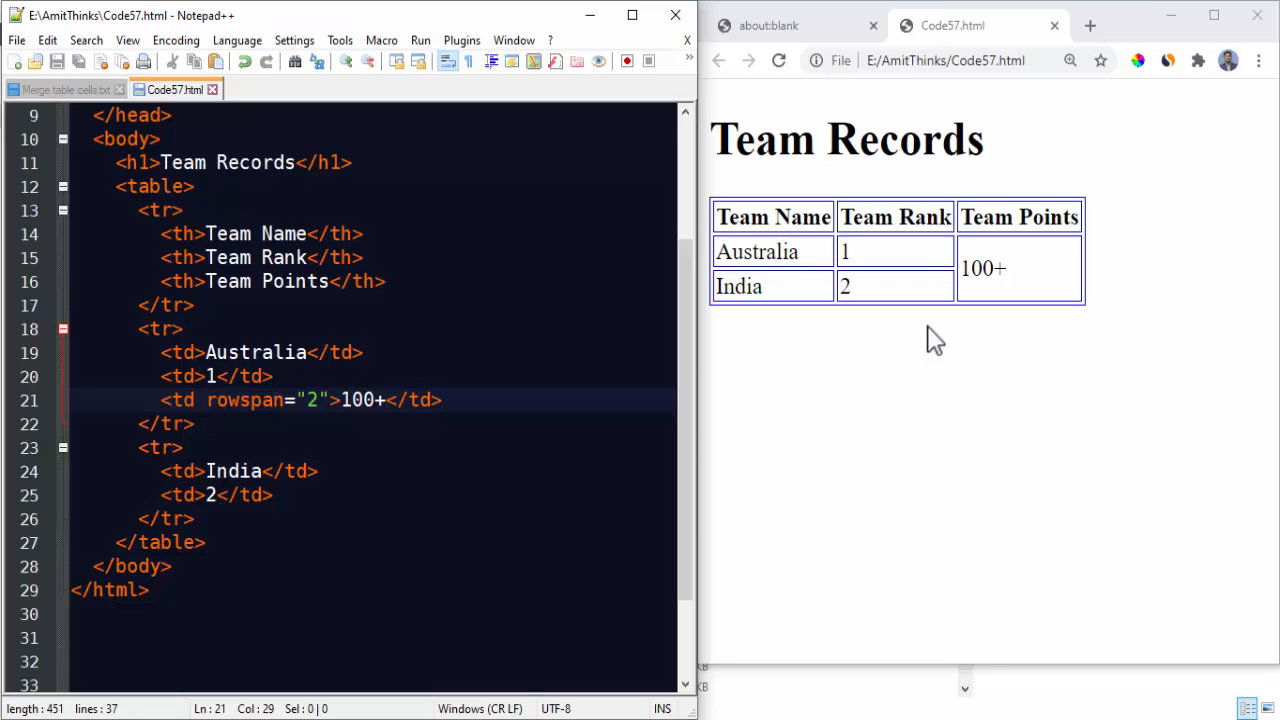 E:\AmitThinks\Code57.html - Notepad++
File Edit Search View Encoding Language Settings Tools Macro Run Plugins Window ? X
Merge table cells.txt Code57.html
9 </head>
10 <body>
11 <h1>Team Records</h1>
12 <table>
13 <tr>
14 <th>Team Name</th>
15 <th>Team Rank</th>
16 <th>Team Points</th>
17 </tr>
18 <tr>
19 <td>Australia</td>
20 <td>1</td>
21 <td rowspan="2">100+</td>
22 </tr>
23 <tr>
24 <td>India</td>
25 <td>2</td>
26 </tr>
27 </table>
28 </body>
29 </html>
30
31
32
33
length : 451 lines : 37 Ln : 21 Col : 29 Sel : 0 | 0 Windows (CR LF) UTF-8 INS
about:blank Code57.html
File E:/AmitThinks/Code57.html
Team Records
Team Name Team Rank Team Points
Australia 1
100+
India 2
KB
KB